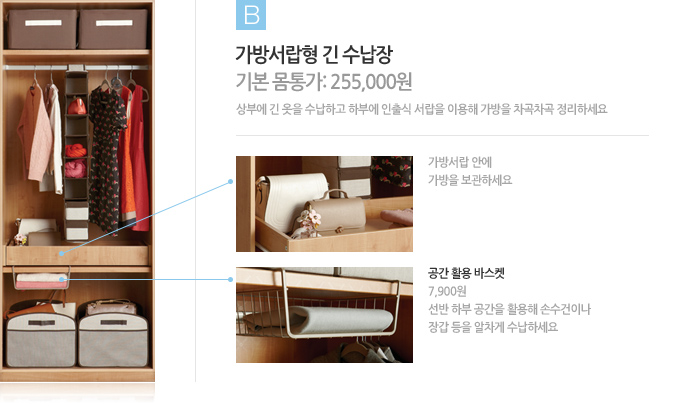 B
가방서랍형 긴 수납장
기본 몸통가: 255,000원
상부에 긴 옷을 수납하고 하부에 인출식 서랍을 이용해 가방을 차곡차곡 정리하세요
가방서랍 안에
가방을 보관하세요
공간 활용 바스켓
7,900원
선반 하부 공간을 활용해 손수건이나
장갑 등을 알차게 수납하세요